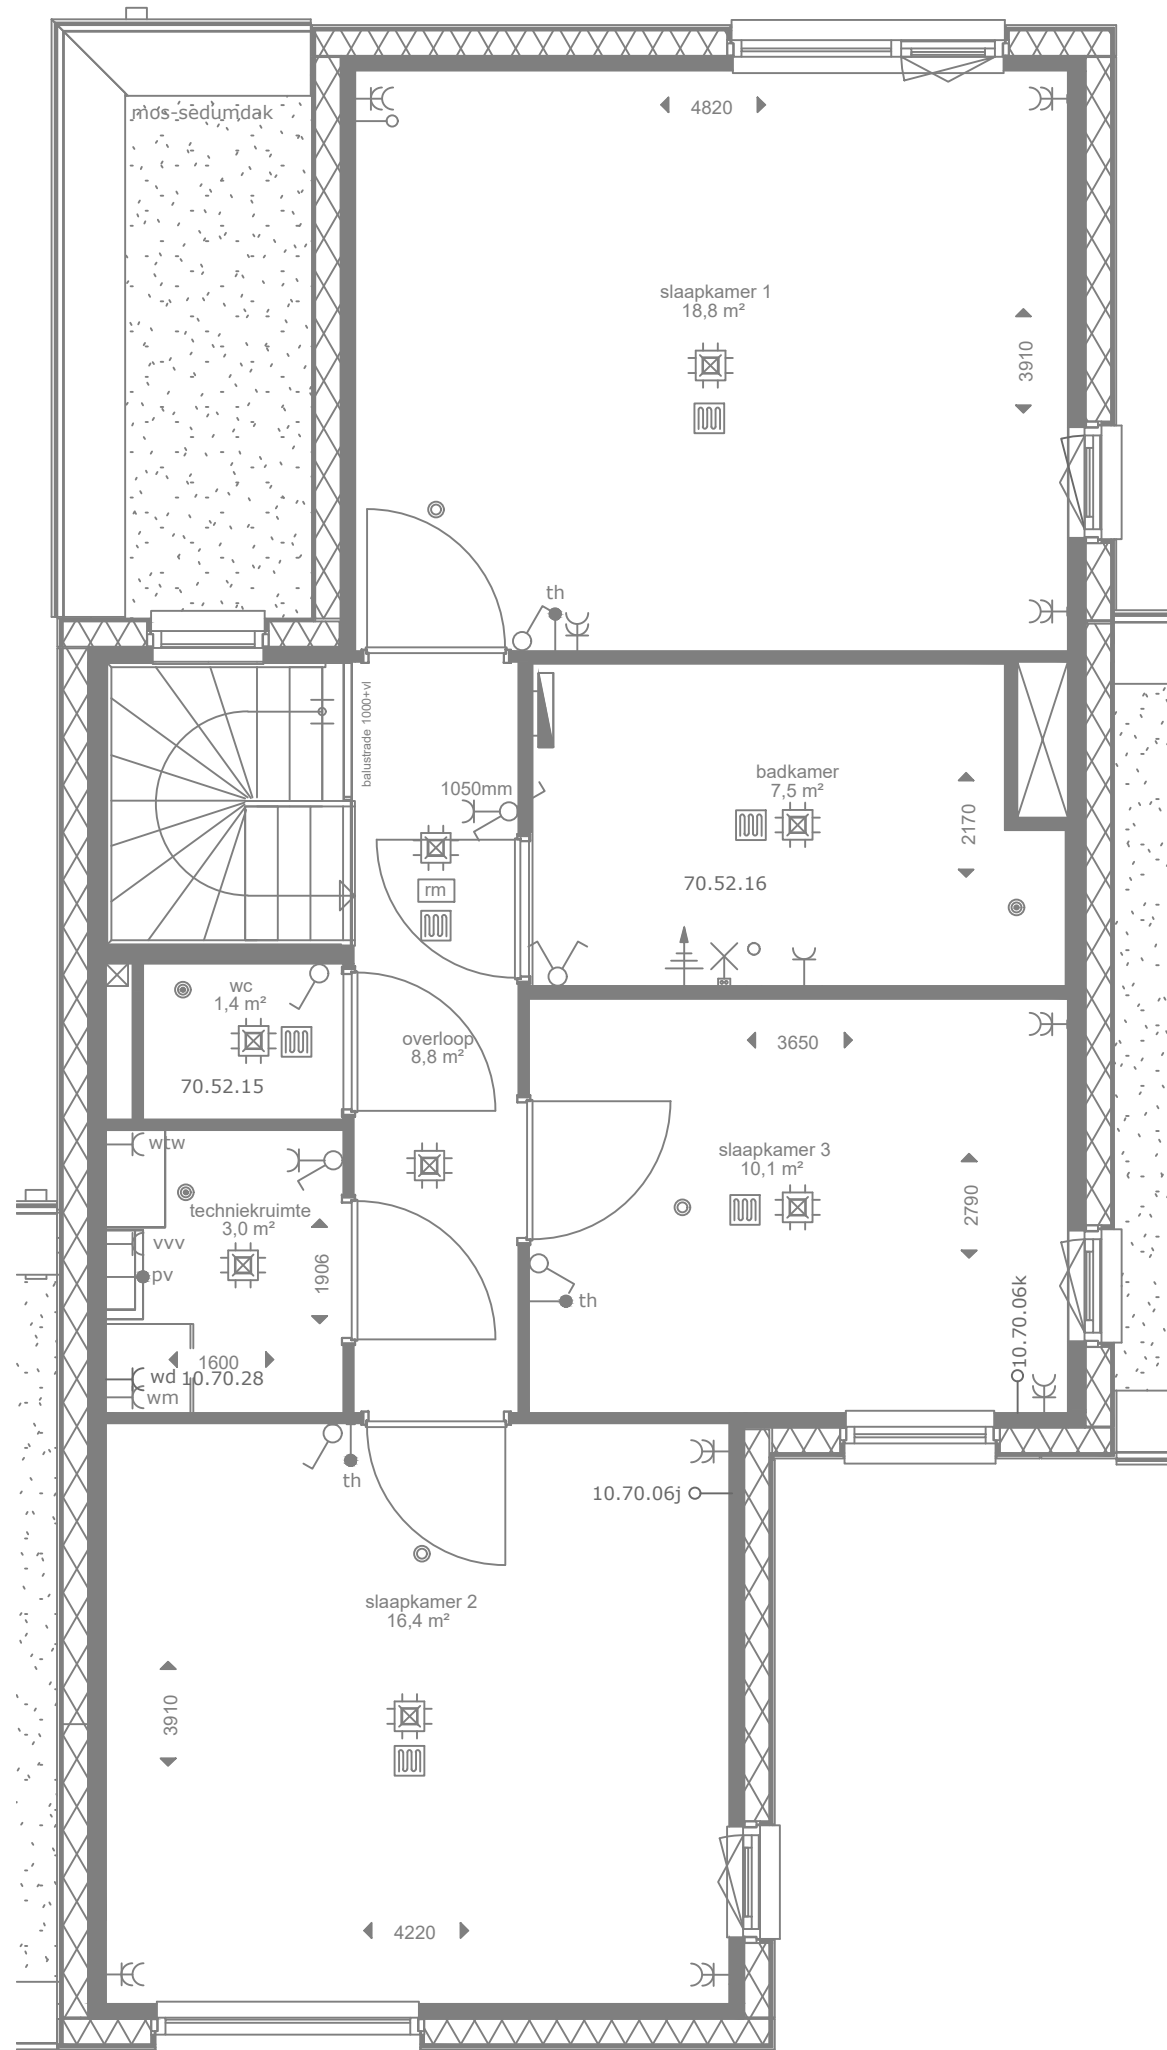 mos-sedumdak
4820
slaapkamer 1
18,8 m²
3910
th
balustrade 1000+vl
1050mm
badkamer
7,5 m²
2170
rm
70.52.16
wc
1,4 m²
overloop
8,8 m²
3650
70.52.15
wtw
slaapkamer 3
10,1 m²
techniekruimte
3,0 m²
2790
vvv
pv
1906
th
10.70.06k
1600
wd 10.70.28
wm
th
10.70.06j
slaapkamer 2
16,4 m²
3910
4220